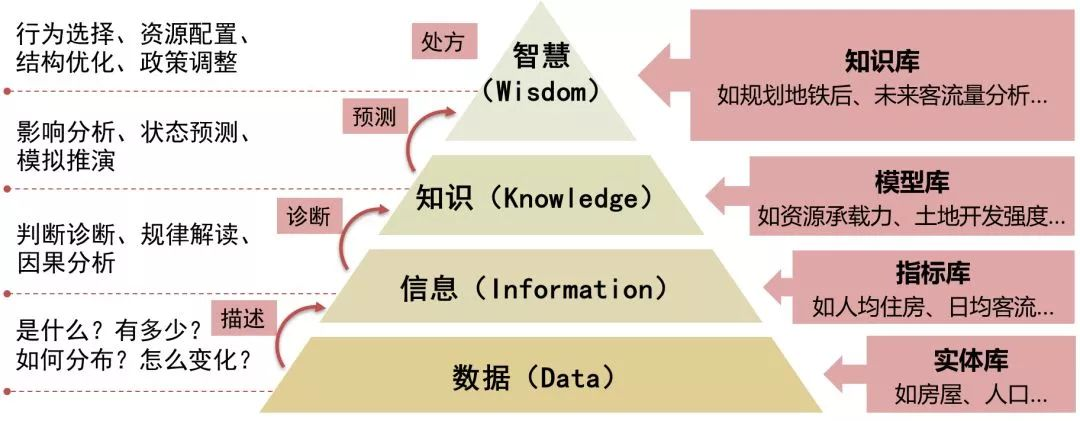 行为选择、资源配置、
结构优化、政策调整
处方
智慧
（Wisdom）
知识库
如规划地铁后、未来客流量分析...
影响分析、状态预测、
模拟推演
预测
知识（Knowledge）
模型库
如资源承载力、土地开发强度...
判断诊断、规律解读、
因果分析
诊断
信息（Information）
指标库
如人均住房、日均客流...
是什么？有多少？
如何分布？怎么变化？
描述
数据（Data）
实体库
如房屋、人口...